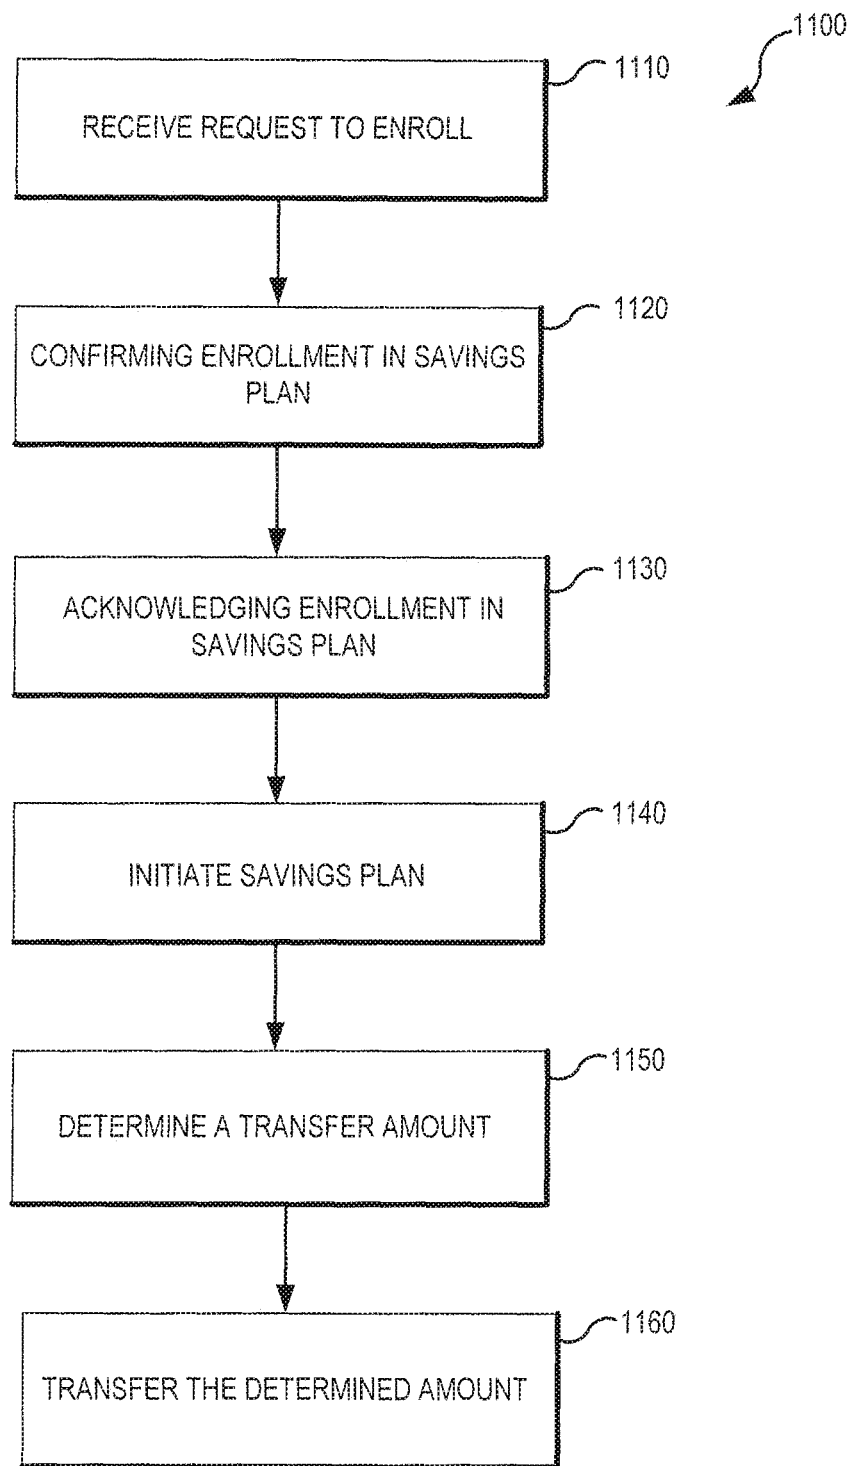 1100
1110
RECEIVE REQUEST TO ENROLL
1120
CONFIRMING ENROLLMENT IN SAVINGS
PLAN
1130
ACKNOWLEDGING ENROLLMENT IN
SAVINGS PLAN
1140
INITIATE SAVINGS PLAN
1150
DETERMINE A TRANSFER AMOUNT
1160
TRANSFER THE DETERMINED AMOUNT